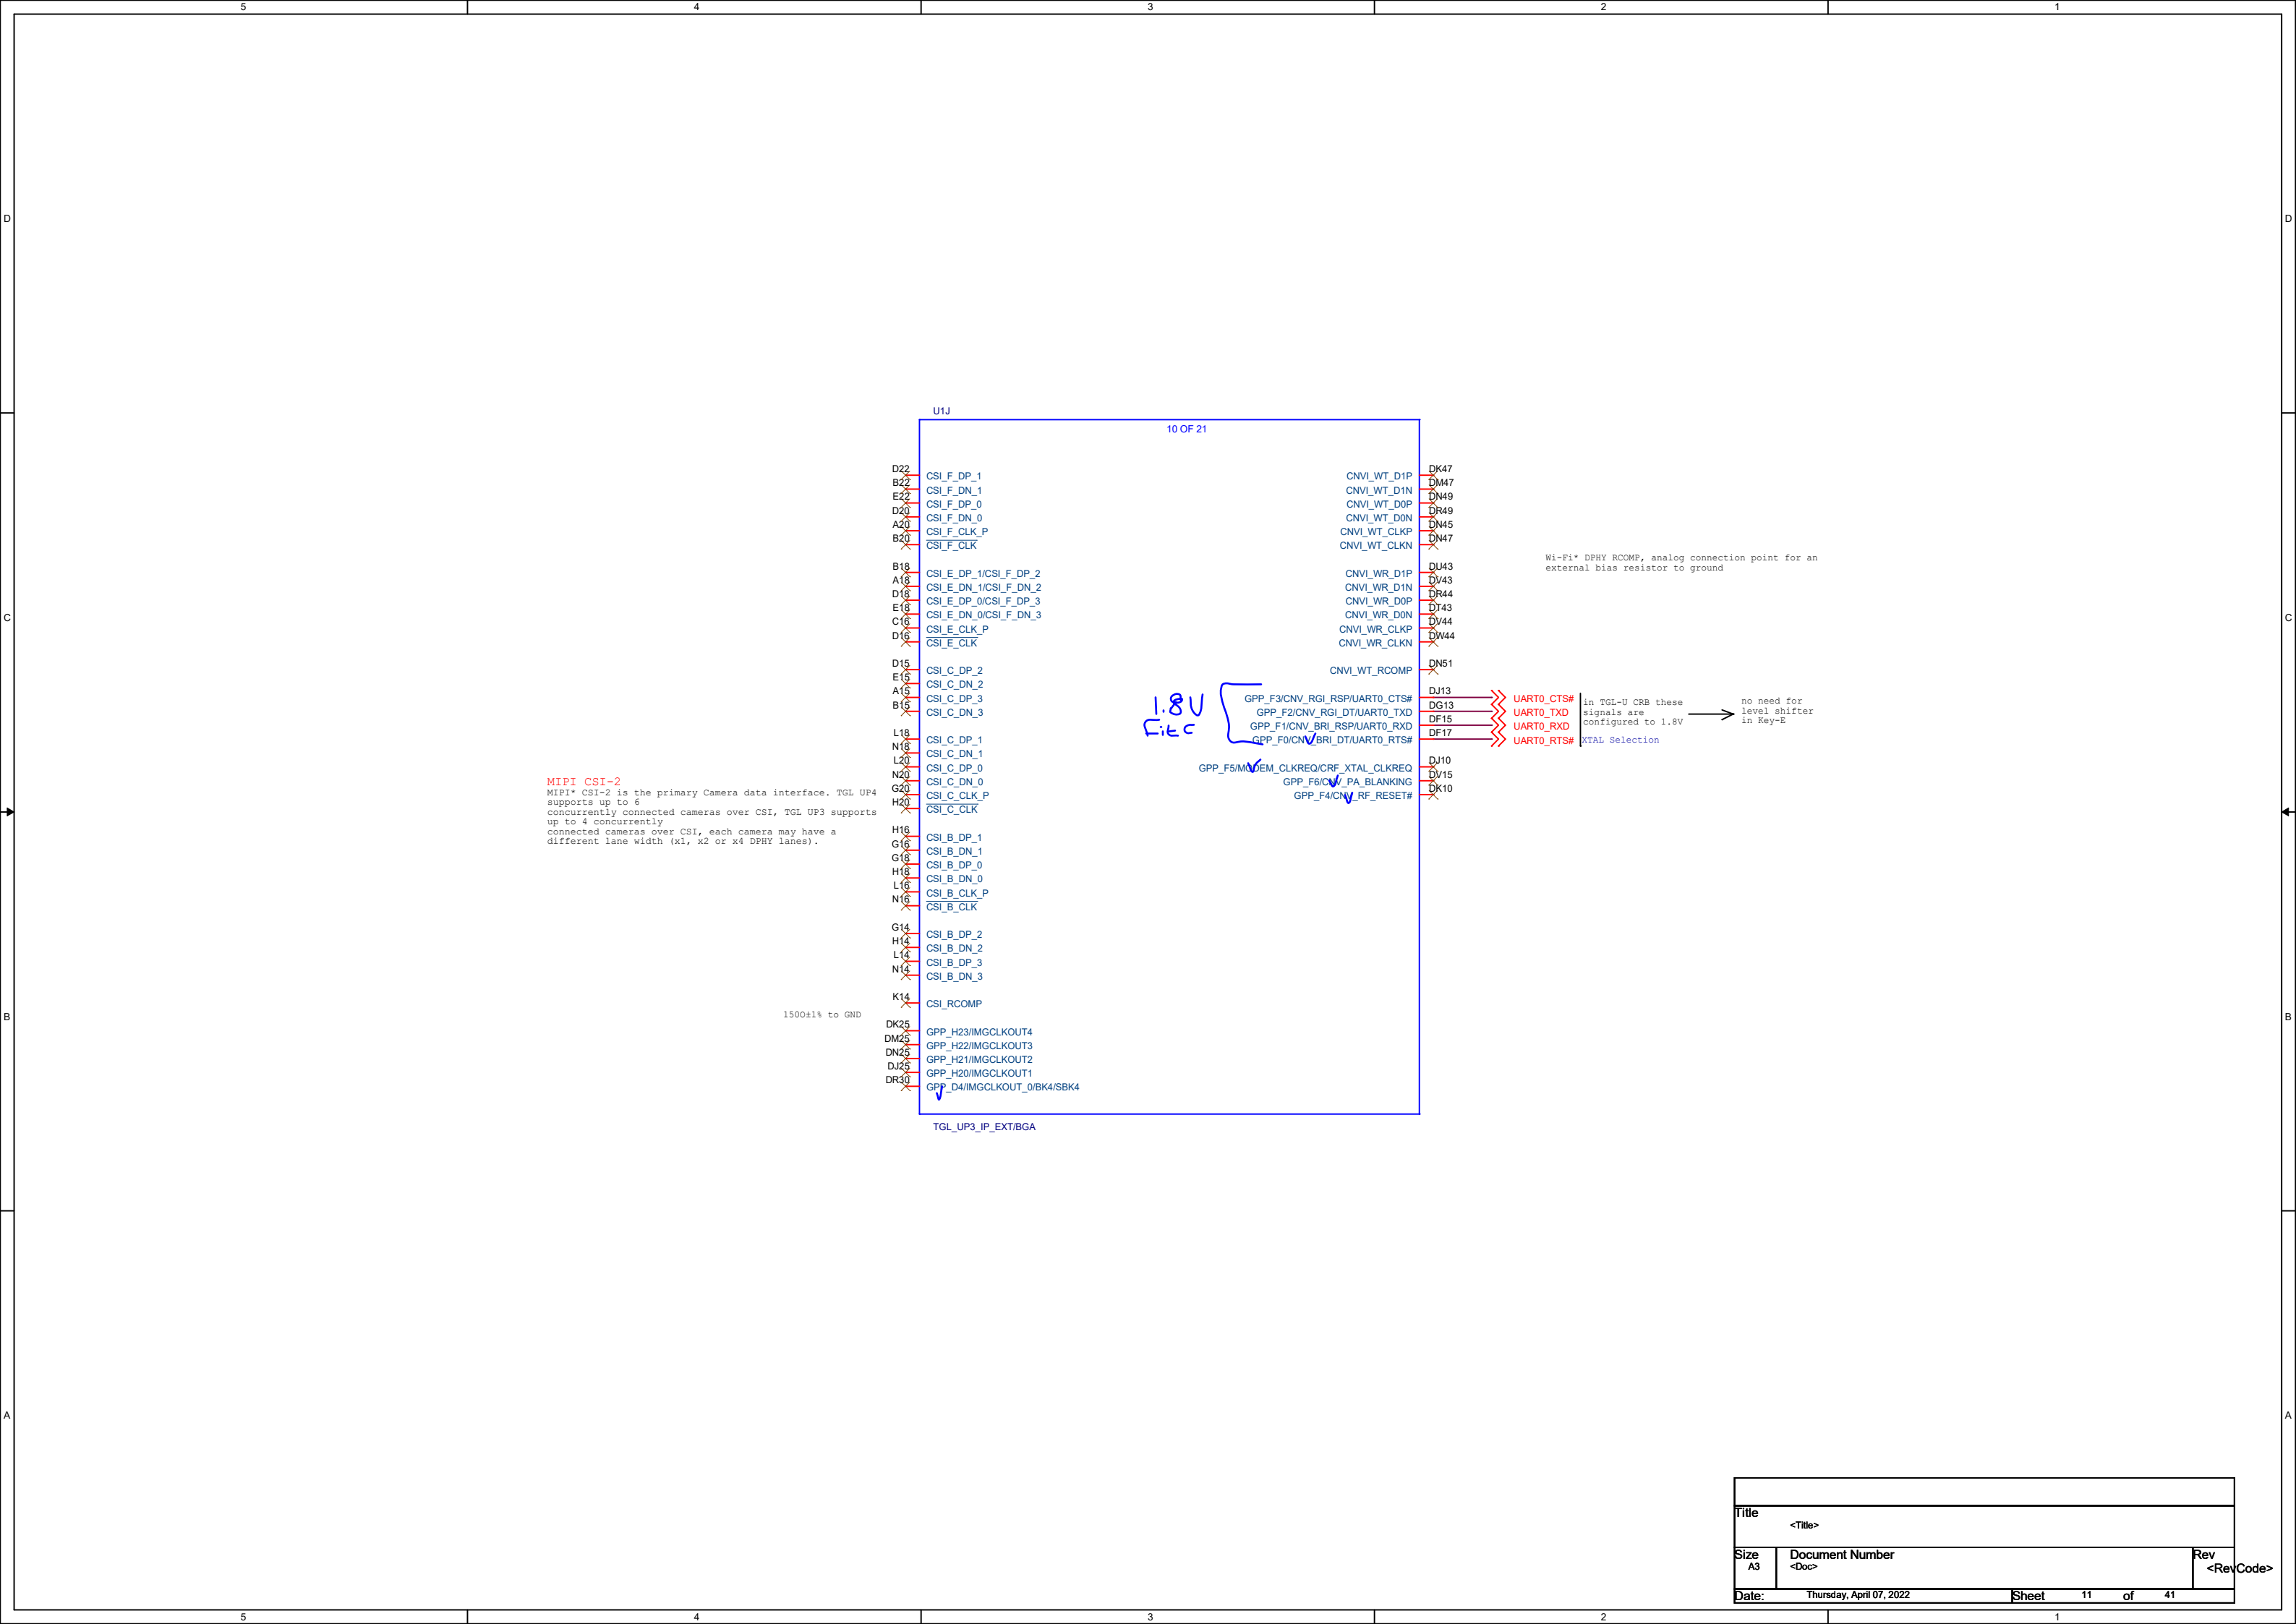 5 4 3 2 1
D D
C C
B B
A A
U1J
10 OF 21
D22 CSI_F_DP_1
B22 CSI_F_DN_1
E22 CSI_F_DP_0
D20 CSI_F_DN_0
A20 CSI_F_CLK_P
B20 CSI_F_CLK
B18 CSI_E_DP_1/CSI_F_DP_2
A18 CSI_E_DN_1/CSI_F_DN_2
D18 CSI_E_DP_0/CSI_F_DP_3
E18 CSI_E_DN_0/CSI_F_DN_3
C16 CSI_E_CLK_P
D16 CSI_E_CLK
D15 CSI_C_DP_2
E15 CSI_C_DN_2
A15 CSI_C_DP_3
B15 CSI_C_DN_3
L18 CSI_C_DP_1
N18 CSI_C_DN_1
L20 CSI_C_DP_0
N20 CSI_C_DN_0
G20 CSI_C_CLK_P
H20 CSI_C_CLK
H16 CSI_B_DP_1
G16 CSI_B_DN_1
G18 CSI_B_DP_0
H18 CSI_B_DN_0
L16 CSI_B_CLK_P
N16 CSI_B_CLK
G14 CSI_B_DP_2
H14 CSI_B_DN_2
L14 CSI_B_DP_3
N14 CSI_B_DN_3
K14 CSI_RCOMP
DK25 GPP_H23/IMGCLKOUT4
DM25 GPP_H22/IMGCLKOUT3
DN25 GPP_H21/IMGCLKOUT2
DJ25 GPP_H20/IMGCLKOUT1
DR30 GPP_D4/IMGCLKOUT_0/BK4/SBK4
CNVI_WT_D1P DK47
CNVI_WT_D1N DM47
CNVI_WT_D0P DN49
CNVI_WT_D0N DR49
CNVI_WT_CLKP DN45
CNVI_WT_CLKN DN47
CNVI_WR_D1P DU43
CNVI_WR_D1N DV43
CNVI_WR_D0P DR44
CNVI_WR_D0N DT43
CNVI_WR_CLKP DV44
CNVI_WR_CLKN DW44
CNVI_WT_RCOMP DN51
GPP_F3/CNV_RGI_RSP/UART0_CTS# DJ13 UART0_CTS#
GPP_F2/CNV_RGI_DT/UART0_TXD DG13 UART0_TXD
GPP_F1/CNV_BRI_RSP/UART0_RXD DF15 UART0_RXD
GPP_F0/CNV_BRI_DT/UART0_RTS# DF17 UART0_RTS#
GPP_F5/MODEM_CLKREQ/CRF_XTAL_CLKREQ DJ10
GPP_F6/CNV_PA_BLANKING DV15
GPP_F4/CNV_RF_RESET# DK10
TGL_UP3_IP_EXT/BGA
1.8V
FitC
in TGL-U CRB these
signals are
configured to 1.8V
XTAL Selection
no need for
level shifter
in Key-E
Wi-Fi* DPHY RCOMP, analog connection point for an
external bias resistor to ground
MIPI CSI-2
MIPI* CSI-2 is the primary Camera data interface. TGL UP4
supports up to 6
concurrently connected cameras over CSI, TGL UP3 supports
up to 4 concurrently
connected cameras over CSI, each camera may have a
different lane width (x1, x2 or x4 DPHY lanes).
150O±1% to GND
Title
<Title>
Size Document Number Rev
A3 <Doc> <RevCode>
Date: Thursday, April 07, 2022 Sheet 11 of 41
5 4 3 2 1